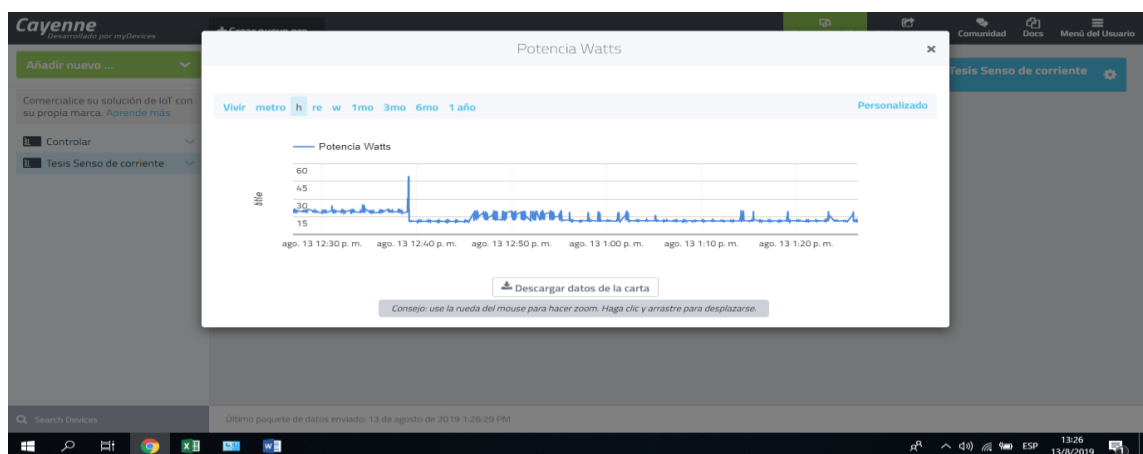 Cayenne
Desarrollado por myDevices
Comunidad
Docs
Menú del Usuario
Añadir nuevo ...
Comercialice su solución de IoT con
su propia marca. Aprende más
Controlar
Tesis Senso de corriente
Potencia Watts
×
Vivir metro h re w 1mo 3mo 6mo 1 año
Personalizado
Potencia Watts
title
60
45
30
15
ago. 13 12:30 p. m. ago. 13 12:40 p. m. ago. 13 12:50 p. m. ago. 13 1:00 p. m. ago. 13 1:10 p. m. ago. 13 1:20 p. m.
Descargar datos de la carta
Consejo: use la rueda del mouse para hacer zoom. Haga clic y arrastre para desplazarse.
Tesis Senso de corriente
Search Devices
Último paquete de datos enviado: 13 de agosto de 2019 1:26:29 PM
ESP
13:26
13/8/2019